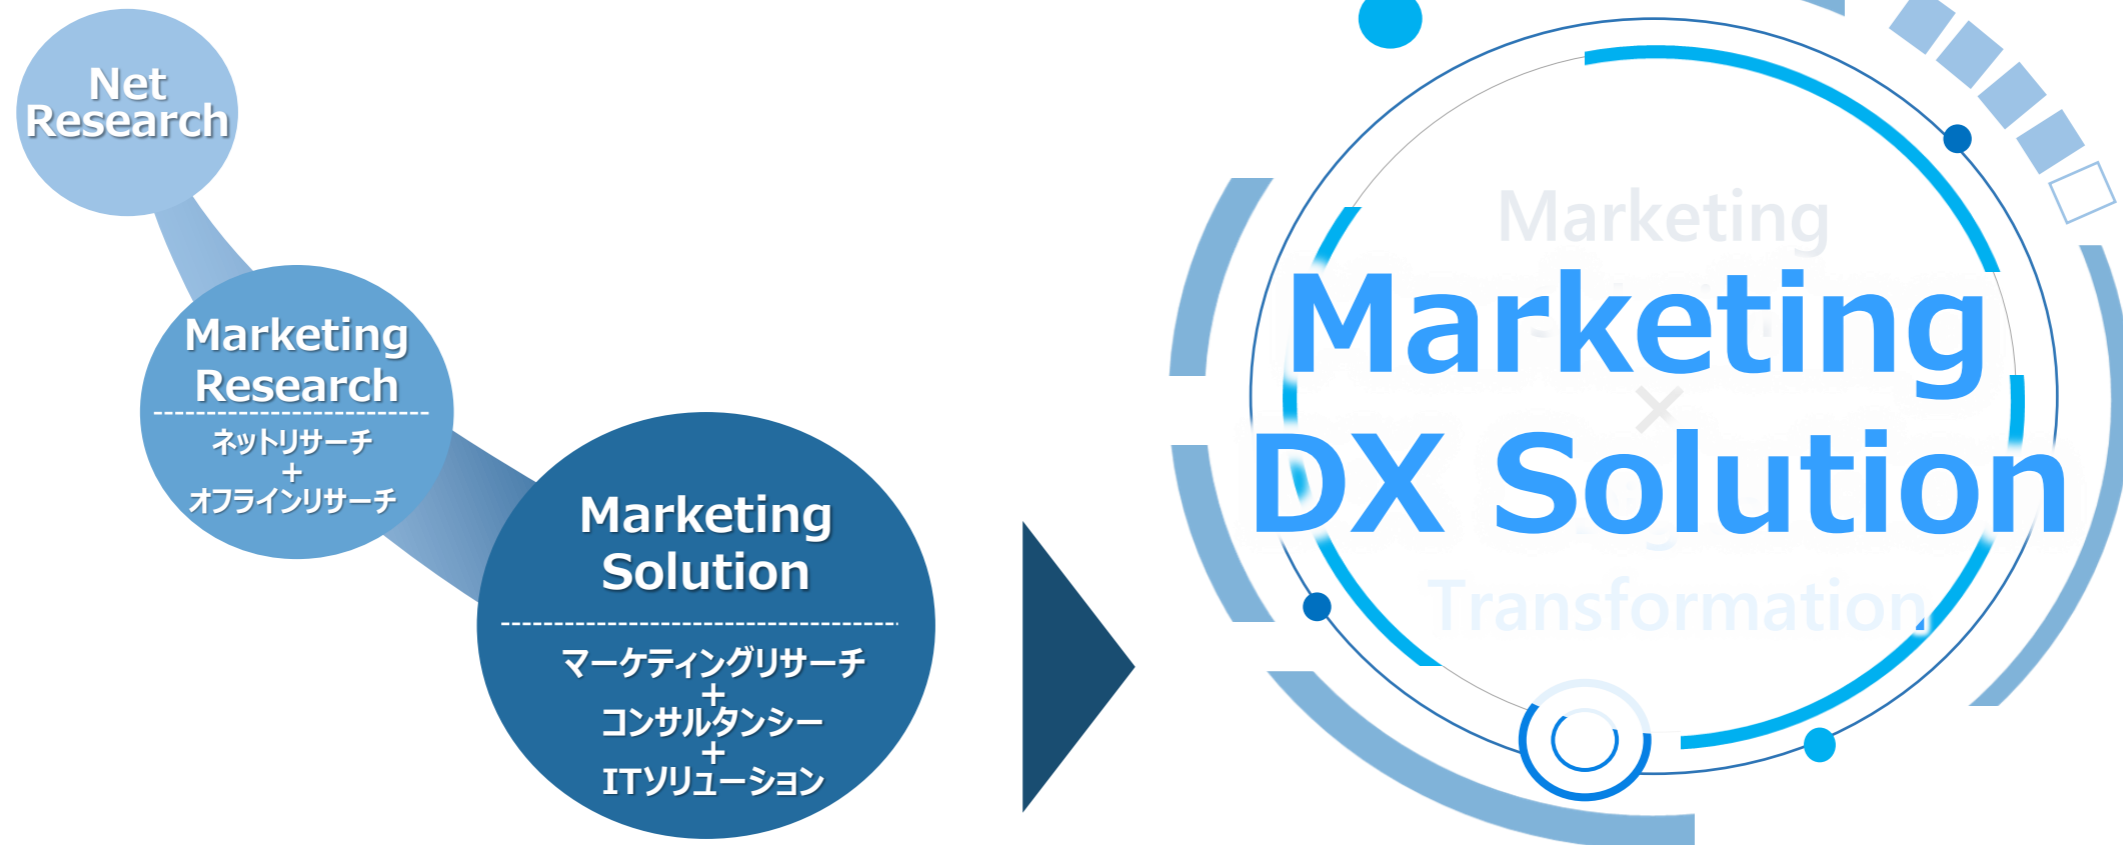 Net
Research
Marketing
Research
ネットリサーチ
+
オフラインリサーチ
Marketing
Solution
マーケティングリサーチ
+
コンサルタンシー
+
ITソリューション
Marketing
Marketing
×
DX Solution
Transformation